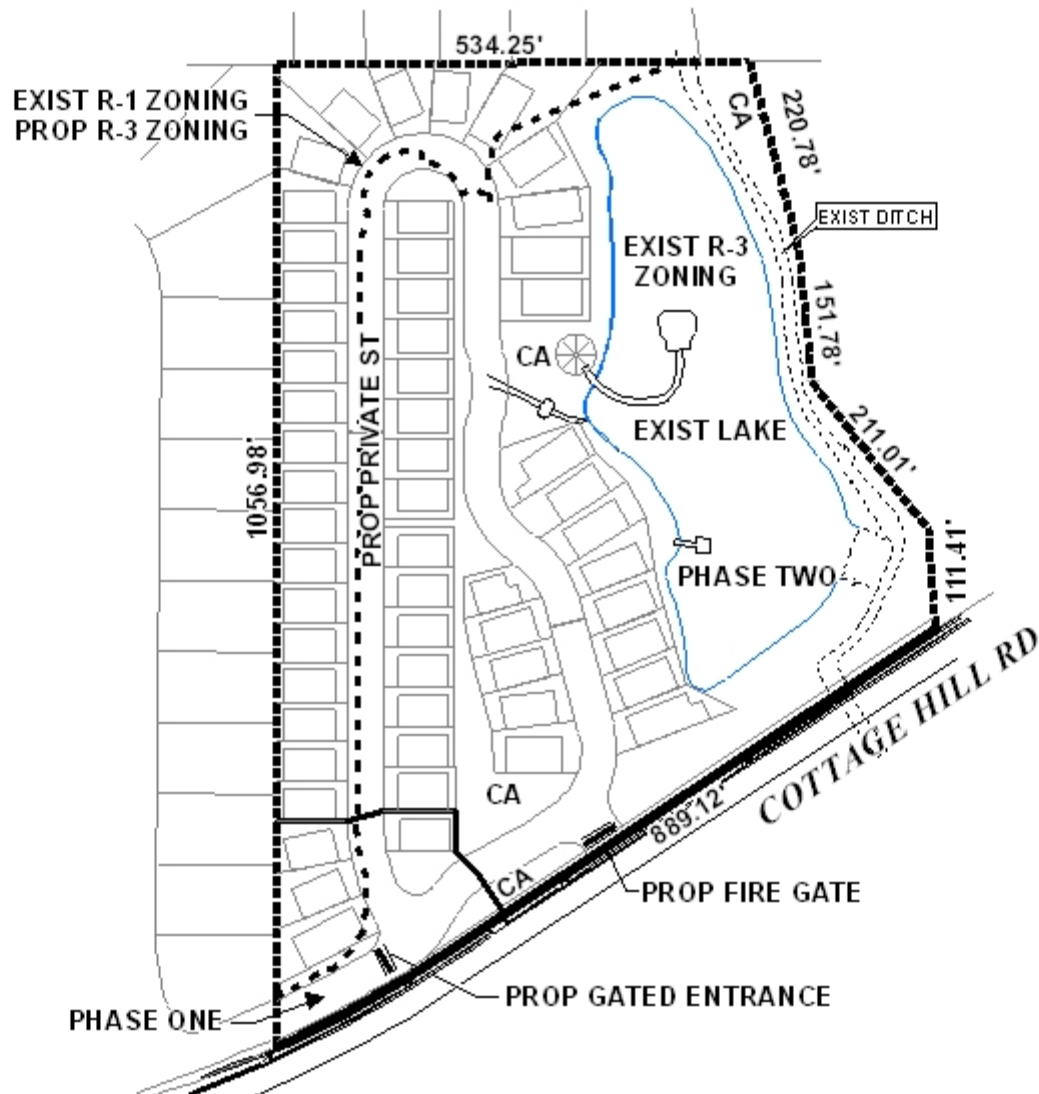 534.25'
EXIST R-1 ZONING
PROP R-3 ZONING
CA
220.78'
EXIST DITCH
EXIST R-3
ZONING
151.78'
CA
PROP PRIVATE ST
EXIST LAKE
211.01'
1056.98'
111.41'
PHASE TWO
COTTAGE HILL RD
CA
889.12'
CA
PROP FIRE GATE
PROP GATED ENTRANCE
PHASE ONE